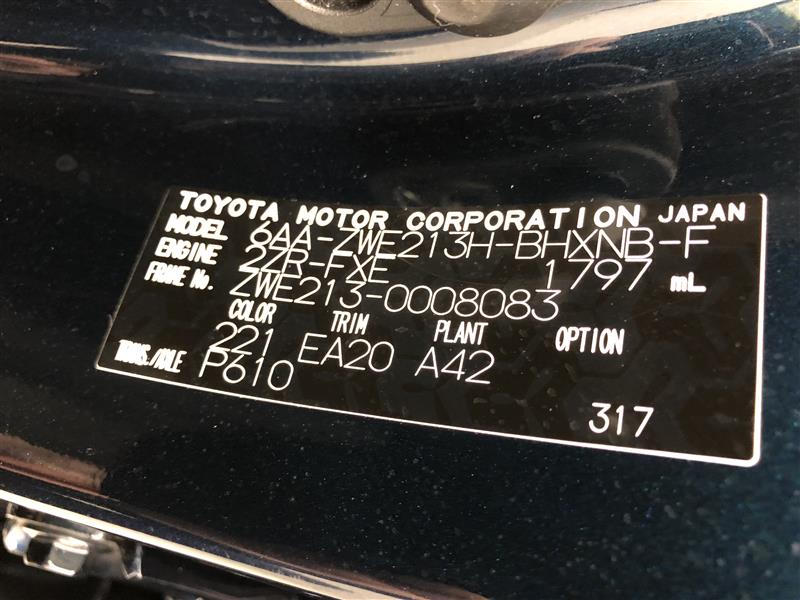 TOYOTA MOTOR CORPORATION JAPAN
MODEL 6AA-ZWE213H-BHXNB-F
ENGINE 2ZR-FXE 1797 mL
FRAME No. ZWE213-0008083
COLOR TRIM PLANT OPTION
221 EA20 A42
TRANS./AXLE P610
317